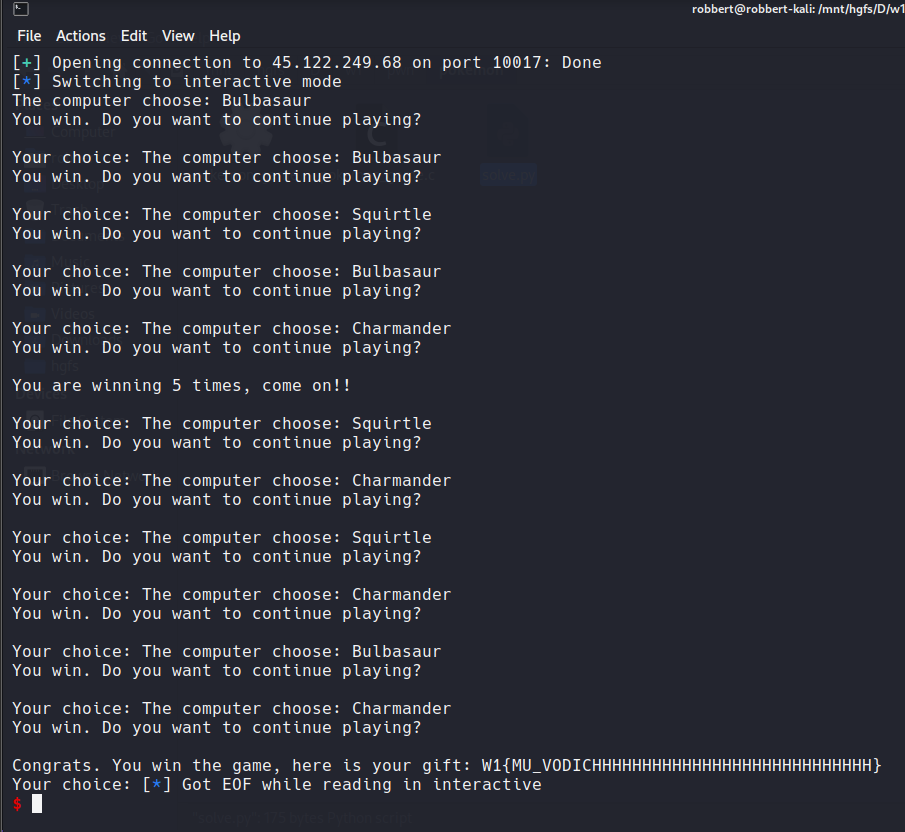 robbert@robbert-kali: /mnt/hgfs/D/w1
File Actions Edit View Help
[+] Opening connection to 45.122.249.68 on port 10017: Done
[*] Switching to interactive mode
The computer choose: Bulbasaur
You win. Do you want to continue playing?
Your choice: The computer choose: Bulbasaur
You win. Do you want to continue playing?
Your choice: The computer choose: Squirtle
You win. Do you want to continue playing?
Your choice: The computer choose: Bulbasaur
You win. Do you want to continue playing?
Your choice: The computer choose: Charmander
You win. Do you want to continue playing?
You are winning 5 times, come on!!
Your choice: The computer choose: Squirtle
You win. Do you want to continue playing?
Your choice: The computer choose: Charmander
You win. Do you want to continue playing?
Your choice: The computer choose: Squirtle
You win. Do you want to continue playing?
Your choice: The computer choose: Charmander
You win. Do you want to continue playing?
Your choice: The computer choose: Bulbasaur
You win. Do you want to continue playing?
Your choice: The computer choose: Charmander
You win. Do you want to continue playing?
Congrats. You win the game, here is your gift: W1{MU_VODICHHHHHHHHHHHHHHHHHHHHHHHHHHHH}
Your choice: [*] Got EOF while reading in interactive
$